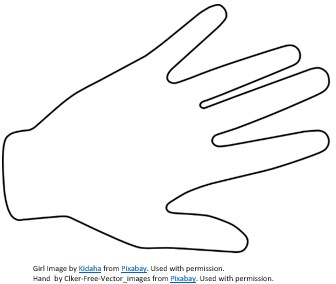 Girl Image by Kidaha from Pixabay. Used with permission.
Hand  by Clker-Free-Vector_images from Pixabay. Used with permission.